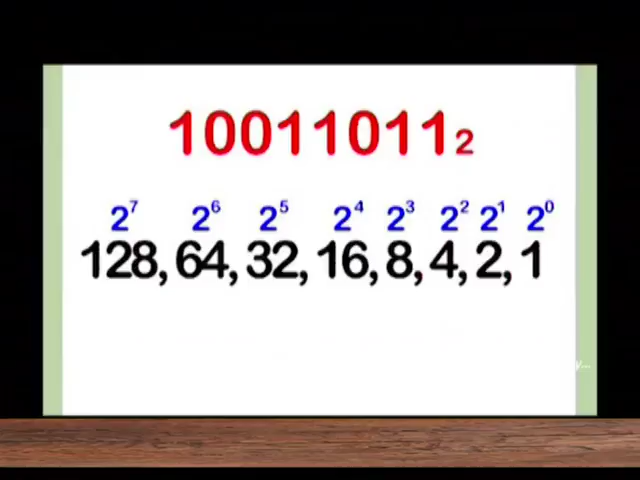 10011011₂
2⁷ 2⁶ 2⁵ 2⁴ 2³ 2² 2¹ 2⁰
128, 64, 32, 16, 8, 4, 2, 1